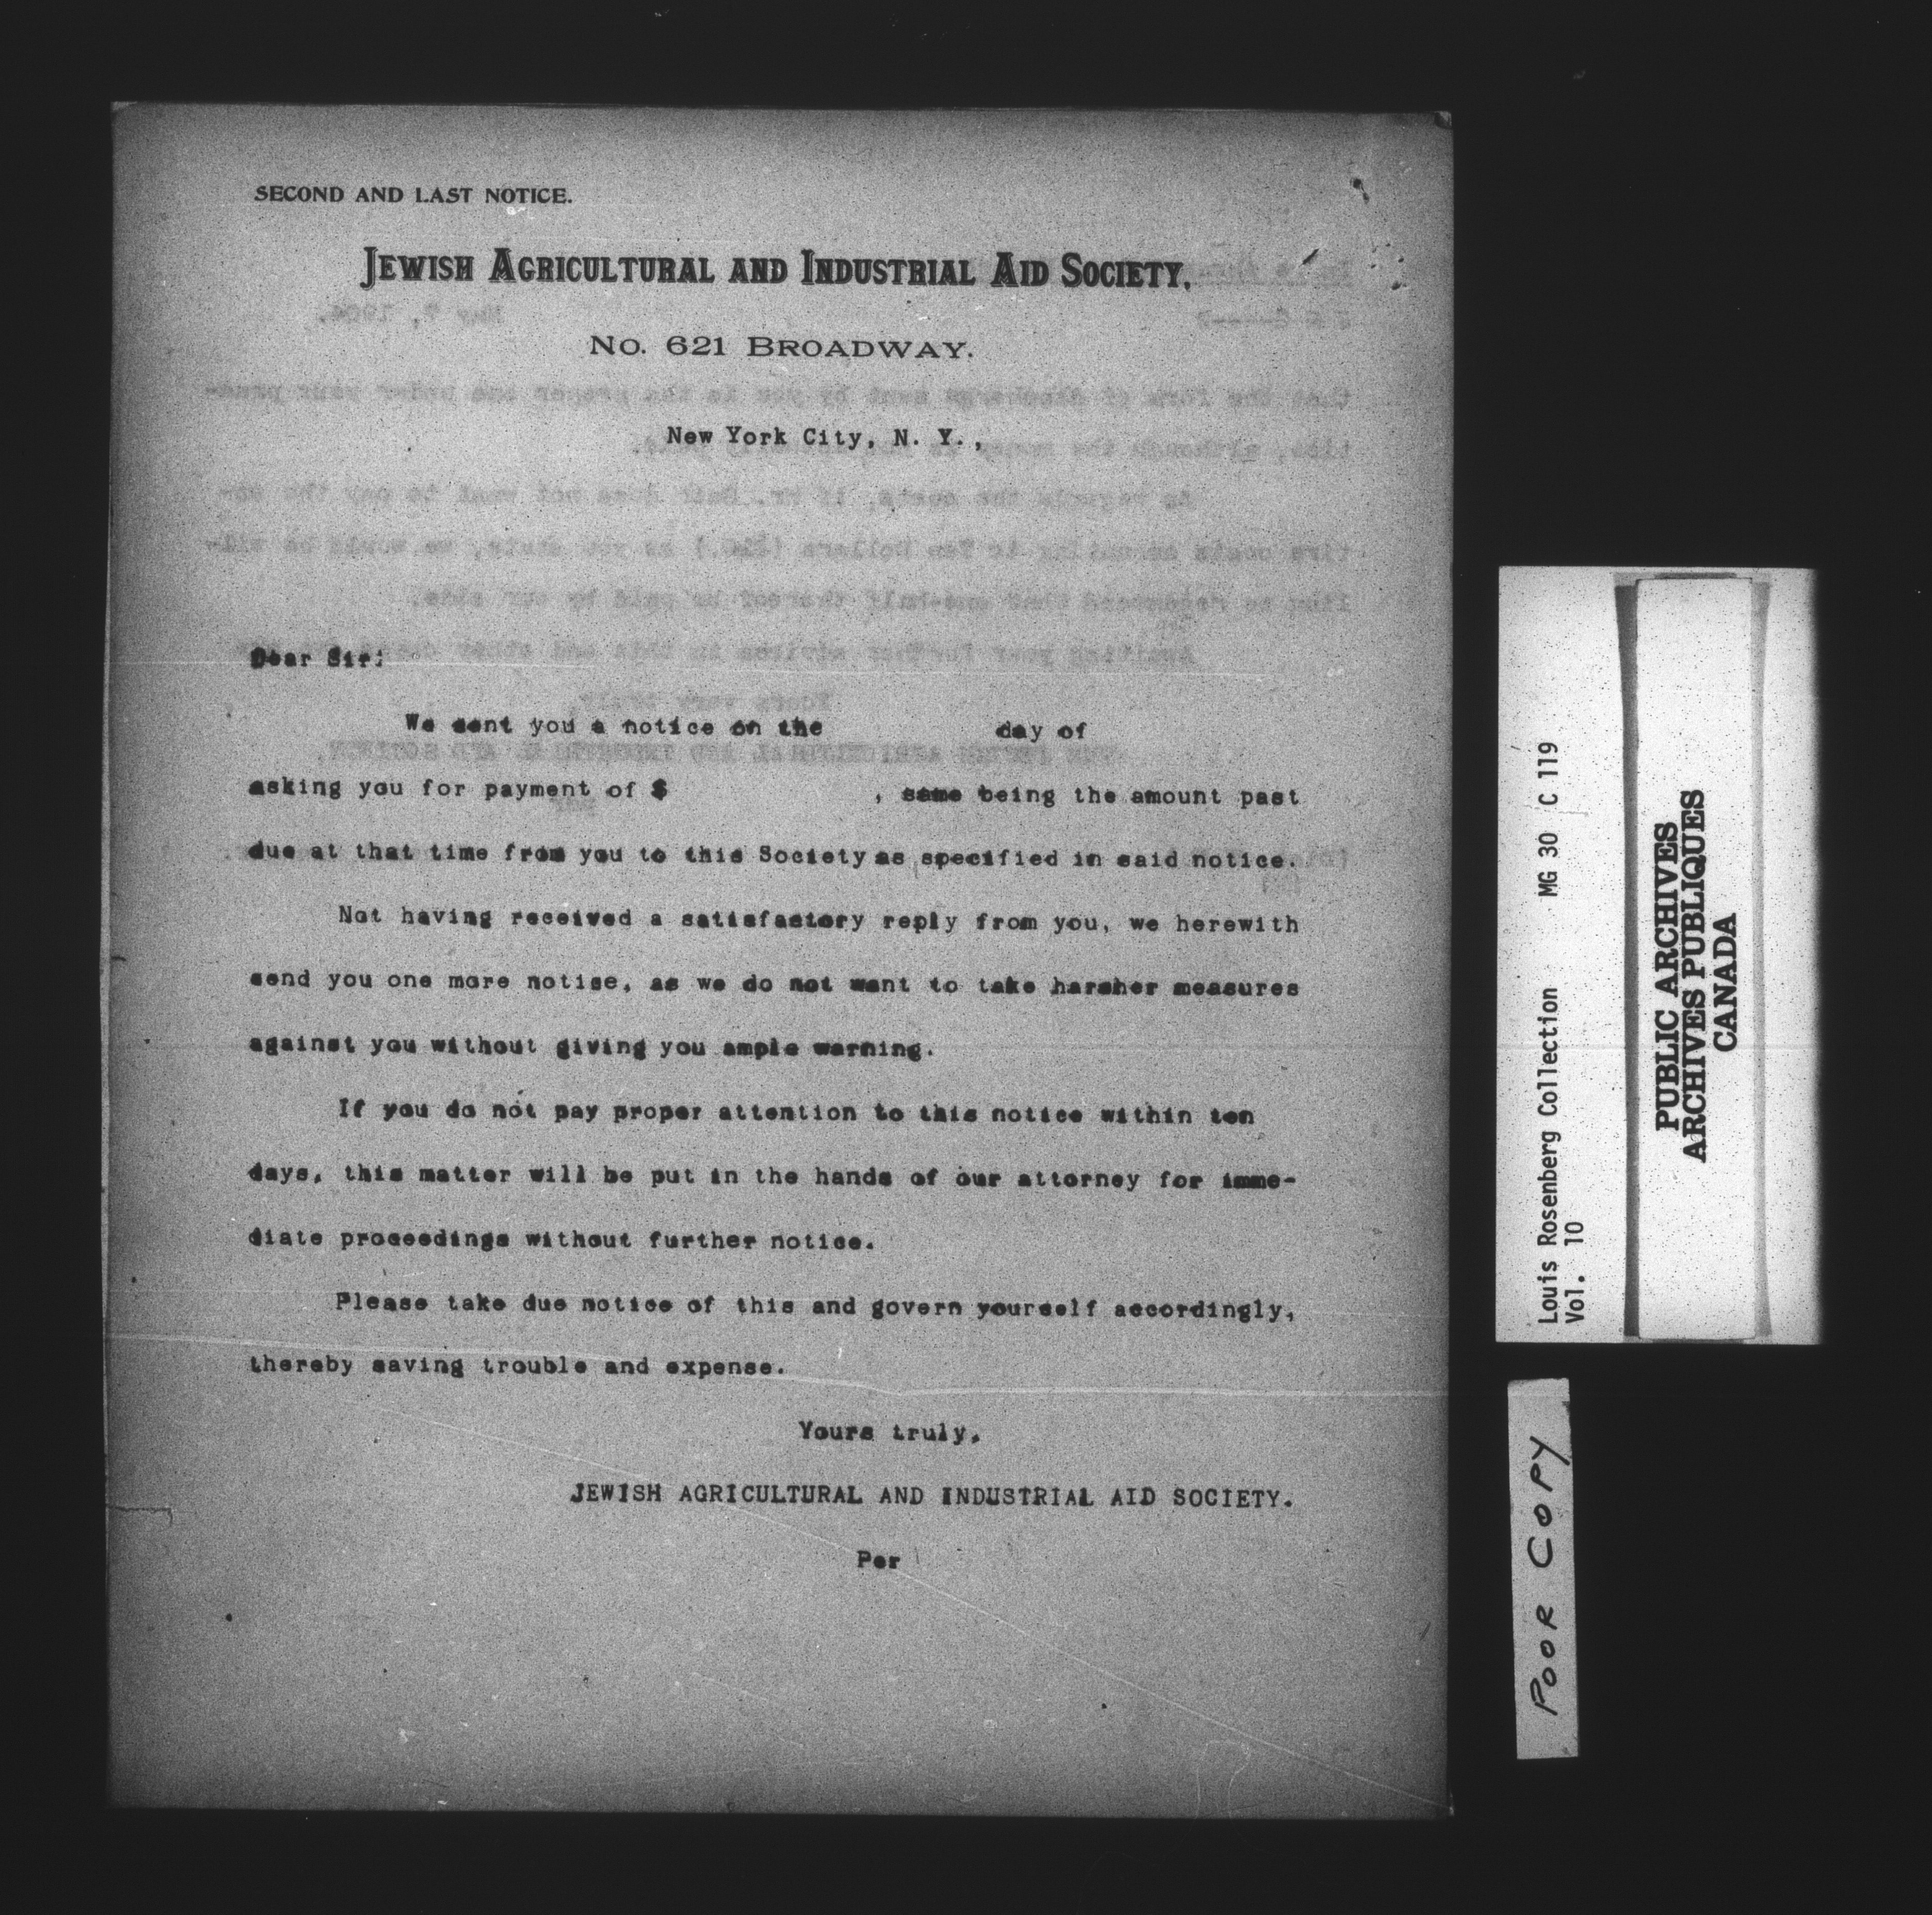 SECOND AND LAST NOTICE.
JEWISH AGRICULTURAL AND INDUSTRIAL AID SOCIETY.
No. 621 BROADWAY.
New York City, N. Y.,
Dear Sir:
We sent you a notice on the day of
asking you for payment of $ , same being the amount past
due at that time from you to this Society as specified in said notice.
Not having received a satisfactory reply from you, we herewith
send you one more notice, as we do not want to take harsher measures
against you without giving you ample warning.
If you do not pay proper attention to this notice within ten
days, this matter will be put in the hands of our attorney for imme-
diate proceedings without further notice.
Please take due notice of this and govern yourself accordingly,
thereby saving trouble and expense.
Yours truly,
JEWISH AGRICULTURAL AND INDUSTRIAL AID SOCIETY.
Per
Louis Rosenberg Collection MG 30 C 119
Vol. 10
PUBLIC ARCHIVES
ARCHIVES PUBLIQUES
CANADA
POOR COPY